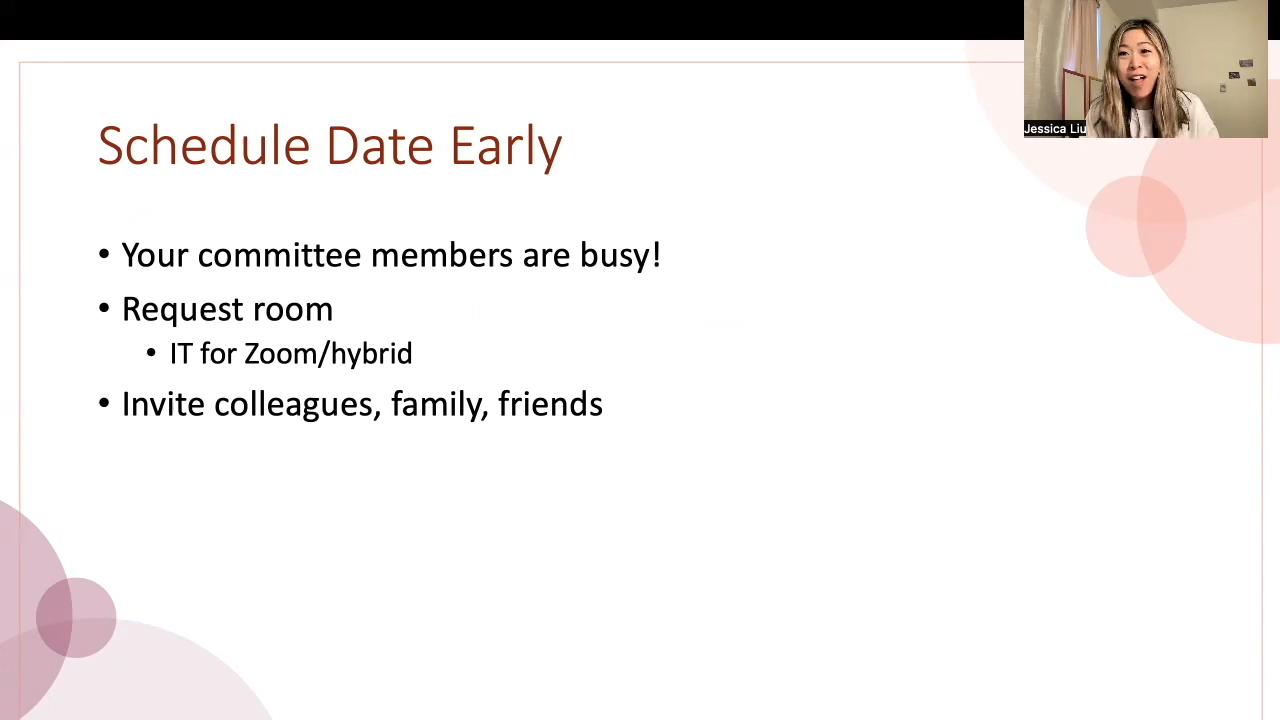 Jessica Liu
Schedule Date Early
• Your committee members are busy!
• Request room
• IT for Zoom/hybrid
• Invite colleagues, family, friends